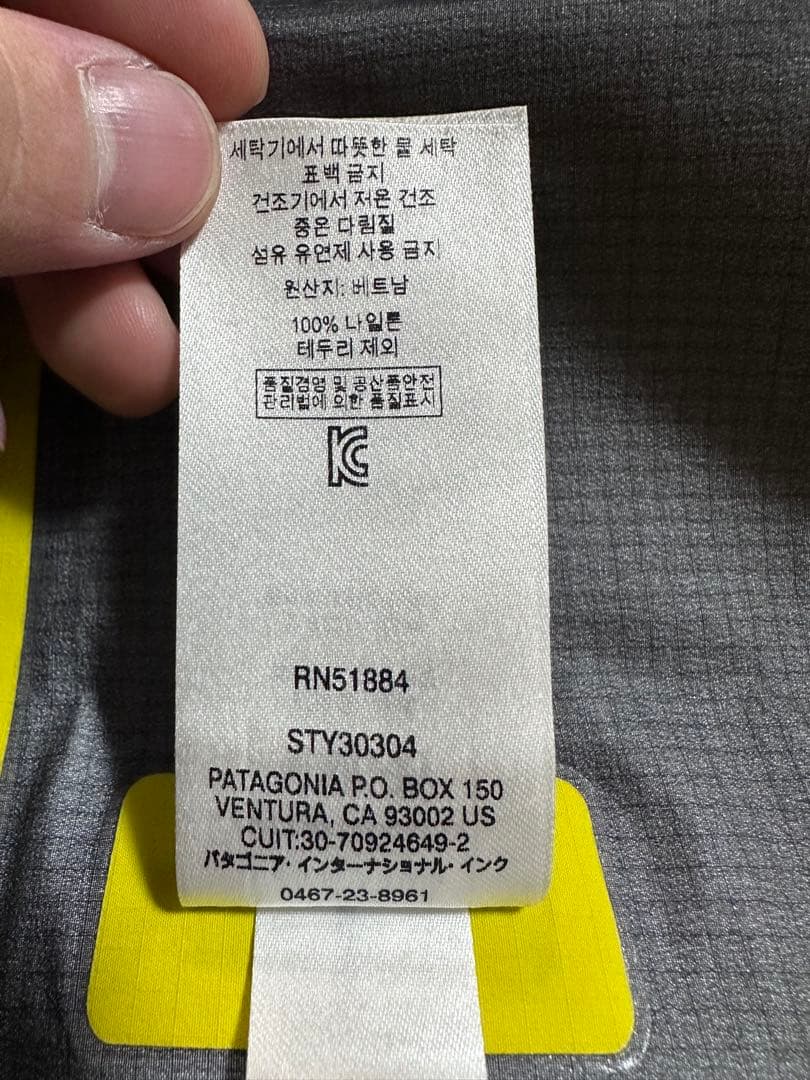 세탁기에서 따뜻한 물 세탁
표백 금지
건조기에서 저온 건조
중온 다림질
섬유 유연제 사용 금지
원산지: 베트남
100% 나일론
테두리 제외
품질경영 및 공산품안전
관리법에 의한 품질표시
KC
RN51884
STY30304
PATAGONIA P.O. BOX 150
VENTURA, CA 93002 US
CUIT:30-70924649-2
パタゴニア・インターナショナル・インク
0467-23-8961